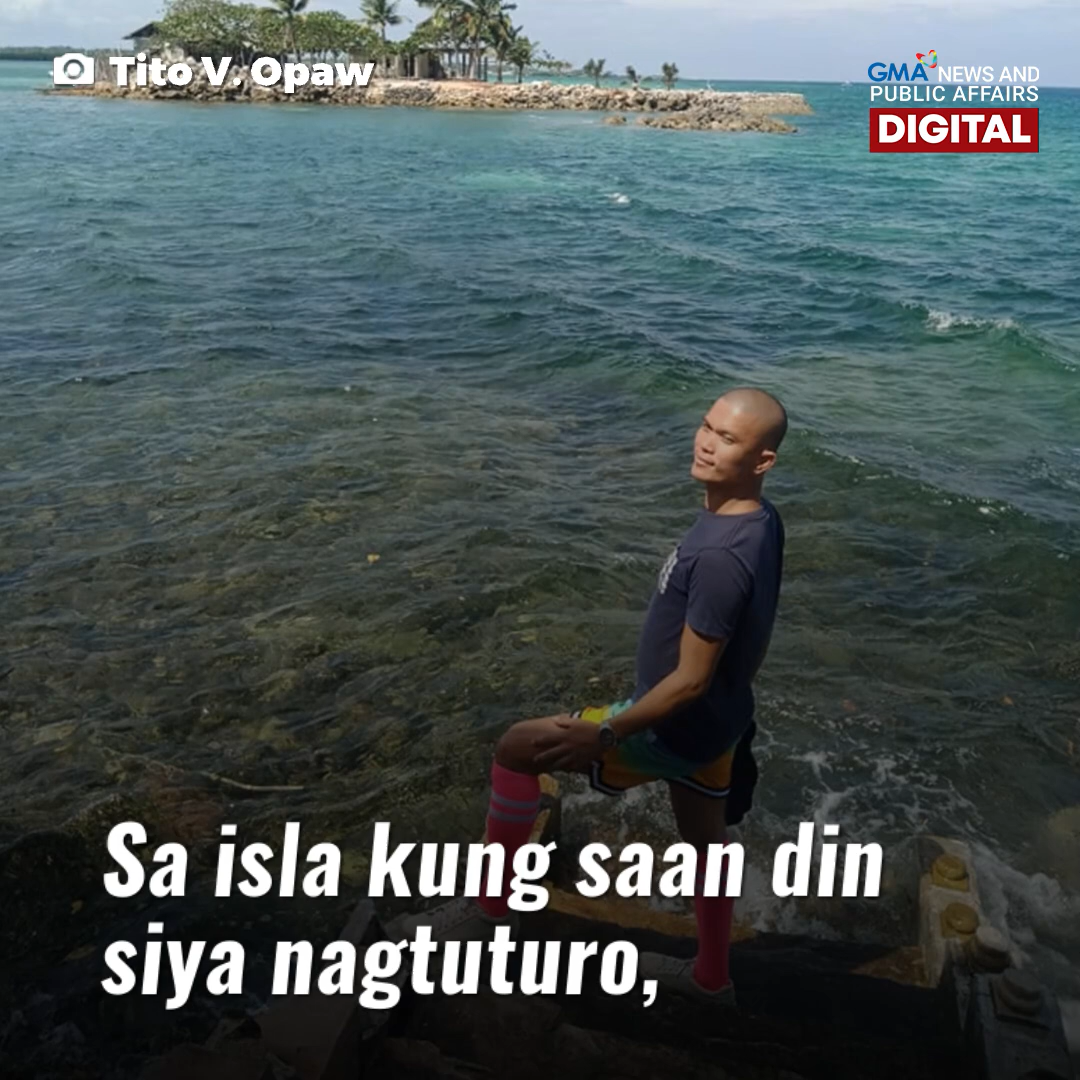 Tito V. Opaw
GMA NEWS AND
PUBLIC AFFAIRS
DIGITAL
Sa isla kung saan din
siya nagtuturo,